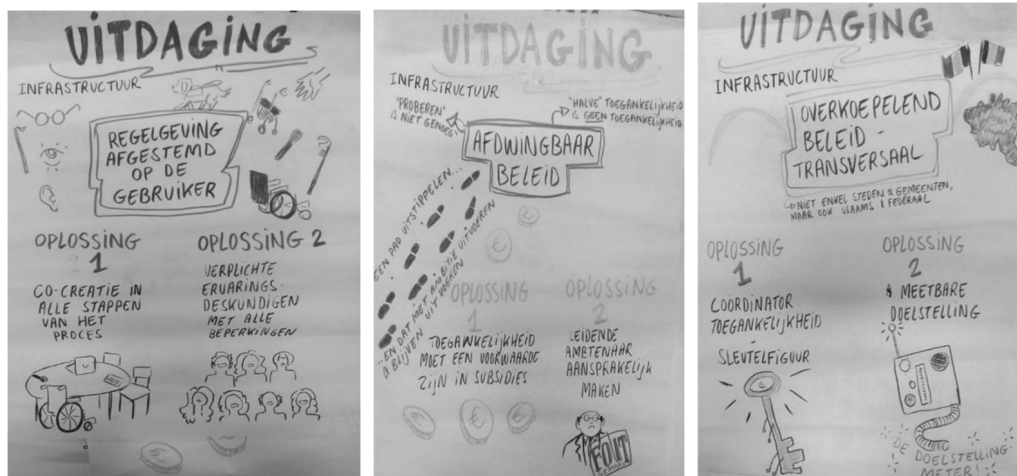 UITDAGING
INFRASTRUCTUUR
REGELGEVING
AFGESTEMD
OP DE
GEBRUIKER
OPLOSSING
1
CO-CREATIE IN
ALLE STAPPEN
VAN HET
PROCES
OPLOSSING 2
VERPLICHTE
ERVARINGS-
DESKUNDIGEN
MET ALLE
BEPERKINGEN
UITDAGING
INFRASTRUCTUUR
"PROBEREN"
IS NIET GENOEG
"HALVE" TOEGANKELIJKHEID
IS GEEN TOEGANKELIJKHEID
AFDWINGBAAR
BELEID
EEN PAD UITSTIPPELEN...
...EN DAT MET AMBITIE UITVOEREN
& BLIJVEN UITVOEREN
OPLOSSING
1
TOEGANKELIJKHEID
MOET EEN VOORWAARDE
ZIJN IN SUBSIDIES
OPLOSSING
2
LEIDENDE
AMBTENAAR
AANSPRAKELIJK
MAKEN
FOUT
UITDAGING
INFRASTRUCTUUR
OVERKOEPELEND
BELEID -
TRANSVERSAAL
NIET ENKEL STEDEN & GEMEENTEN,
MAAR OOK VLAAMS & FEDERAAL
OPLOSSING
1
COORDINATOR
TOEGANKELIJKHEID
-
SLEUTELFIGUUR
OPLOSSING
2
MEETBARE
DOELSTELLING
DE
DOELSTELLING
METER!